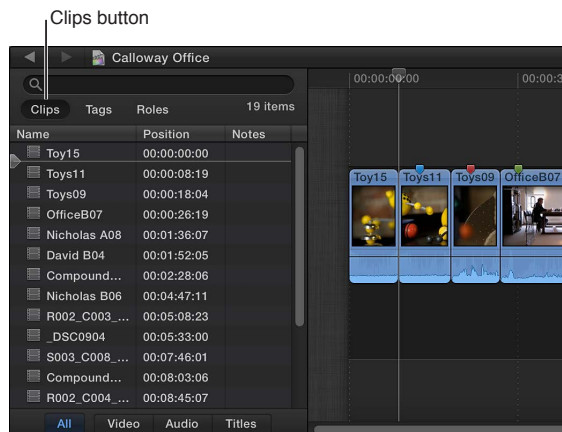 Clips button
Calloway Office
Clips Tags Roles 19 items
Name Position Notes
Toy15 00:00:00:00
Toys11 00:00:08:19
Toys09 00:00:18:04
OfficeB07 00:00:26:19
Nicholas A08 00:01:36:07
David B04 00:01:52:05
Compound... 00:02:28:06
Nicholas B06 00:04:47:11
R002_C003_... 00:05:08:23
_DSC0904 00:05:33:00
S003_C008_... 00:07:46:01
Compound... 00:08:03:06
R002_C004_... 00:08:45:07
All Video Audio Titles
00:00:00:00 00:00:3
Toy15 Toys11 Toys09 OfficeB07